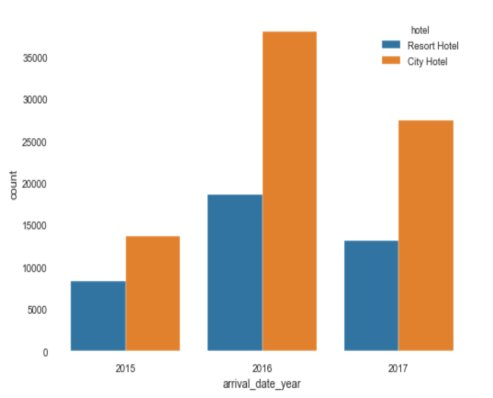 hotel
Resort Hotel
City Hotel
35000
30000
25000
20000
15000
10000
5000
0
count
2015 2016 2017
arrival_date_year